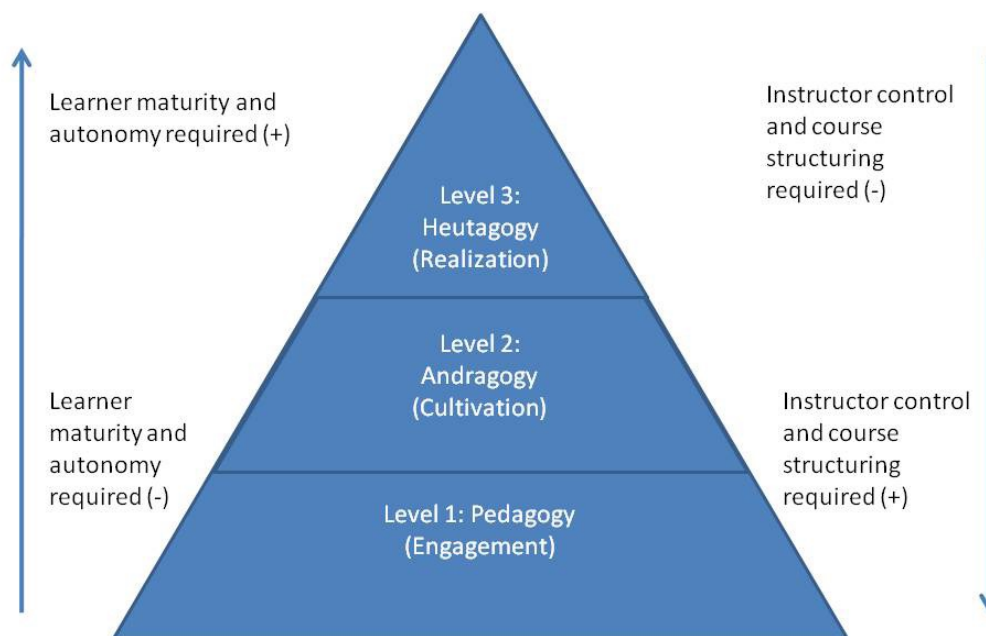 Learner maturity and
autonomy required (+)
Instructor control
and course
structuring
required (-)
Level 3:
Heutagogy
(Realization)
Level 2:
Andragogy
(Cultivation)
Learner
maturity and
autonomy
required (-)
Instructor control
and course
structuring
required (+)
Level 1: Pedagogy
(Engagement)